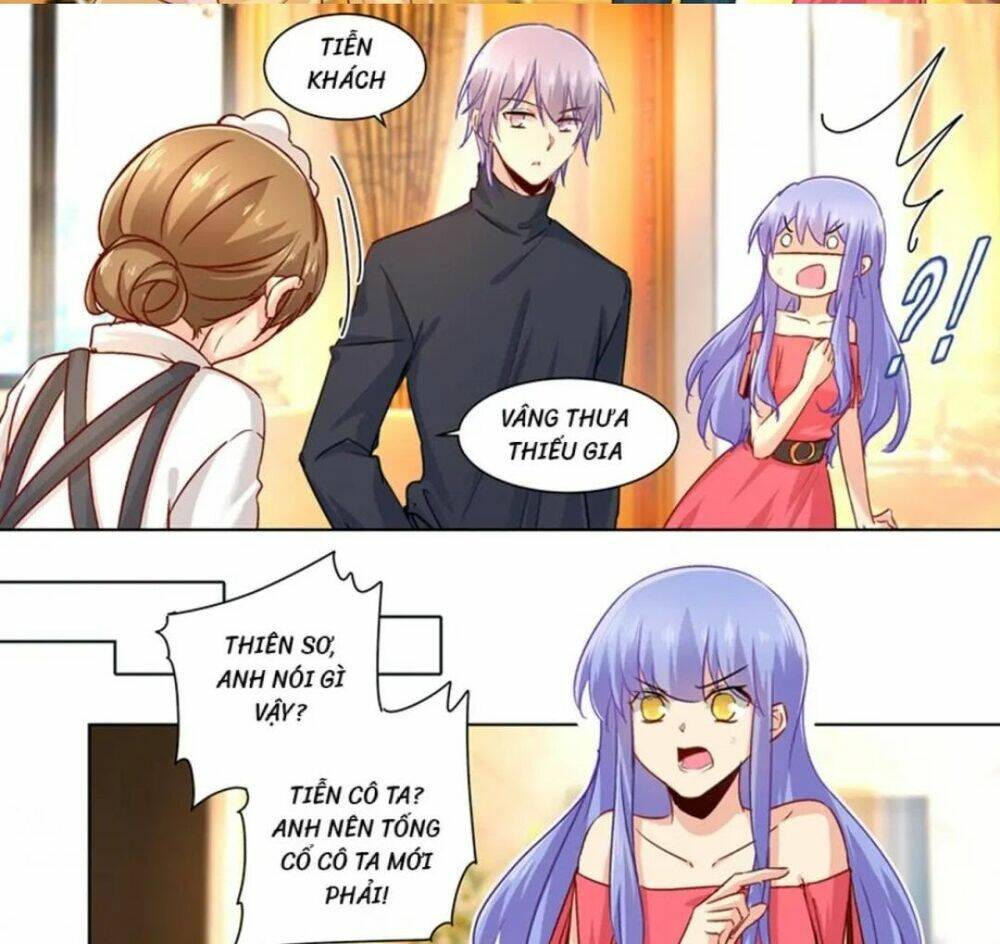 TIỄN
KHÁCH
?!
VÂNG THƯA
THIẾU GIA
THIÊN SƠ,
ANH NÓI GÌ
VẬY?
TIỄN CÔ TA?
ANH NÊN TỐNG
CỔ CÔ TA MỚI
PHẢI!